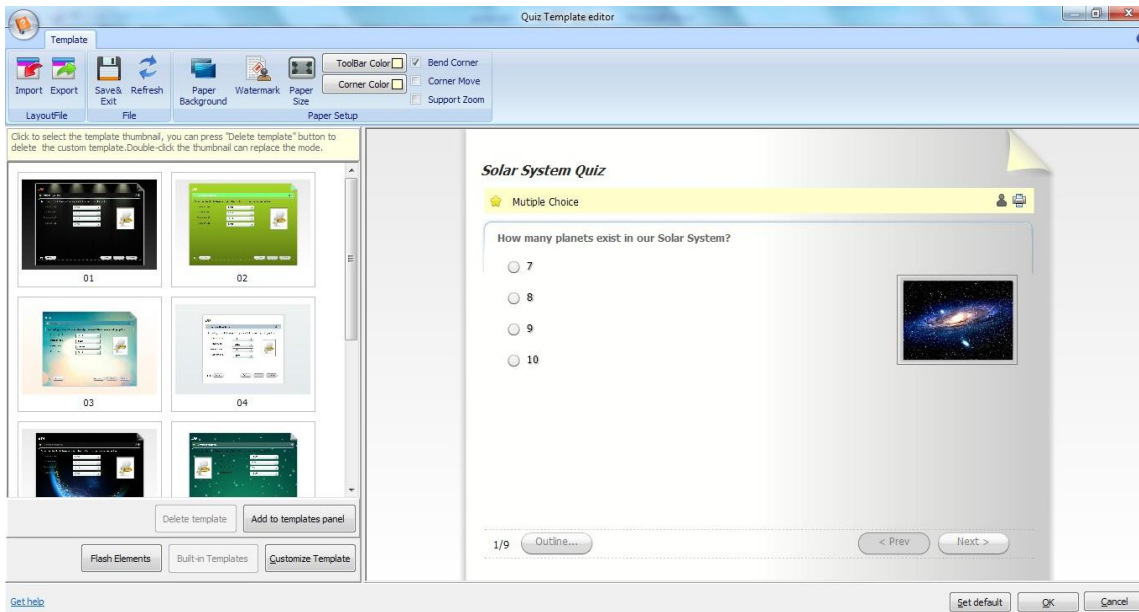 Quiz Template editor
Template
Import Export Save& Exit Refresh Paper Background Watermark Paper Size
ToolBar Color Bend Corner
Corner Color Corner Move
Support Zoom
LayoutFile File Paper Setup
Click to select the template thumbnail, you can press "Delete template" button to
delete the custom template.Double-click the thumbnail can replace the mode.
01 02
03 04
Delete template Add to templates panel
Flash Elements Built-in Templates Customize Template
Solar System Quiz
Mutiple Choice
How many planets exist in our Solar System?
7
8
9
10
1/9 Outline... < Prev Next >
Get help Set default OK Cancel